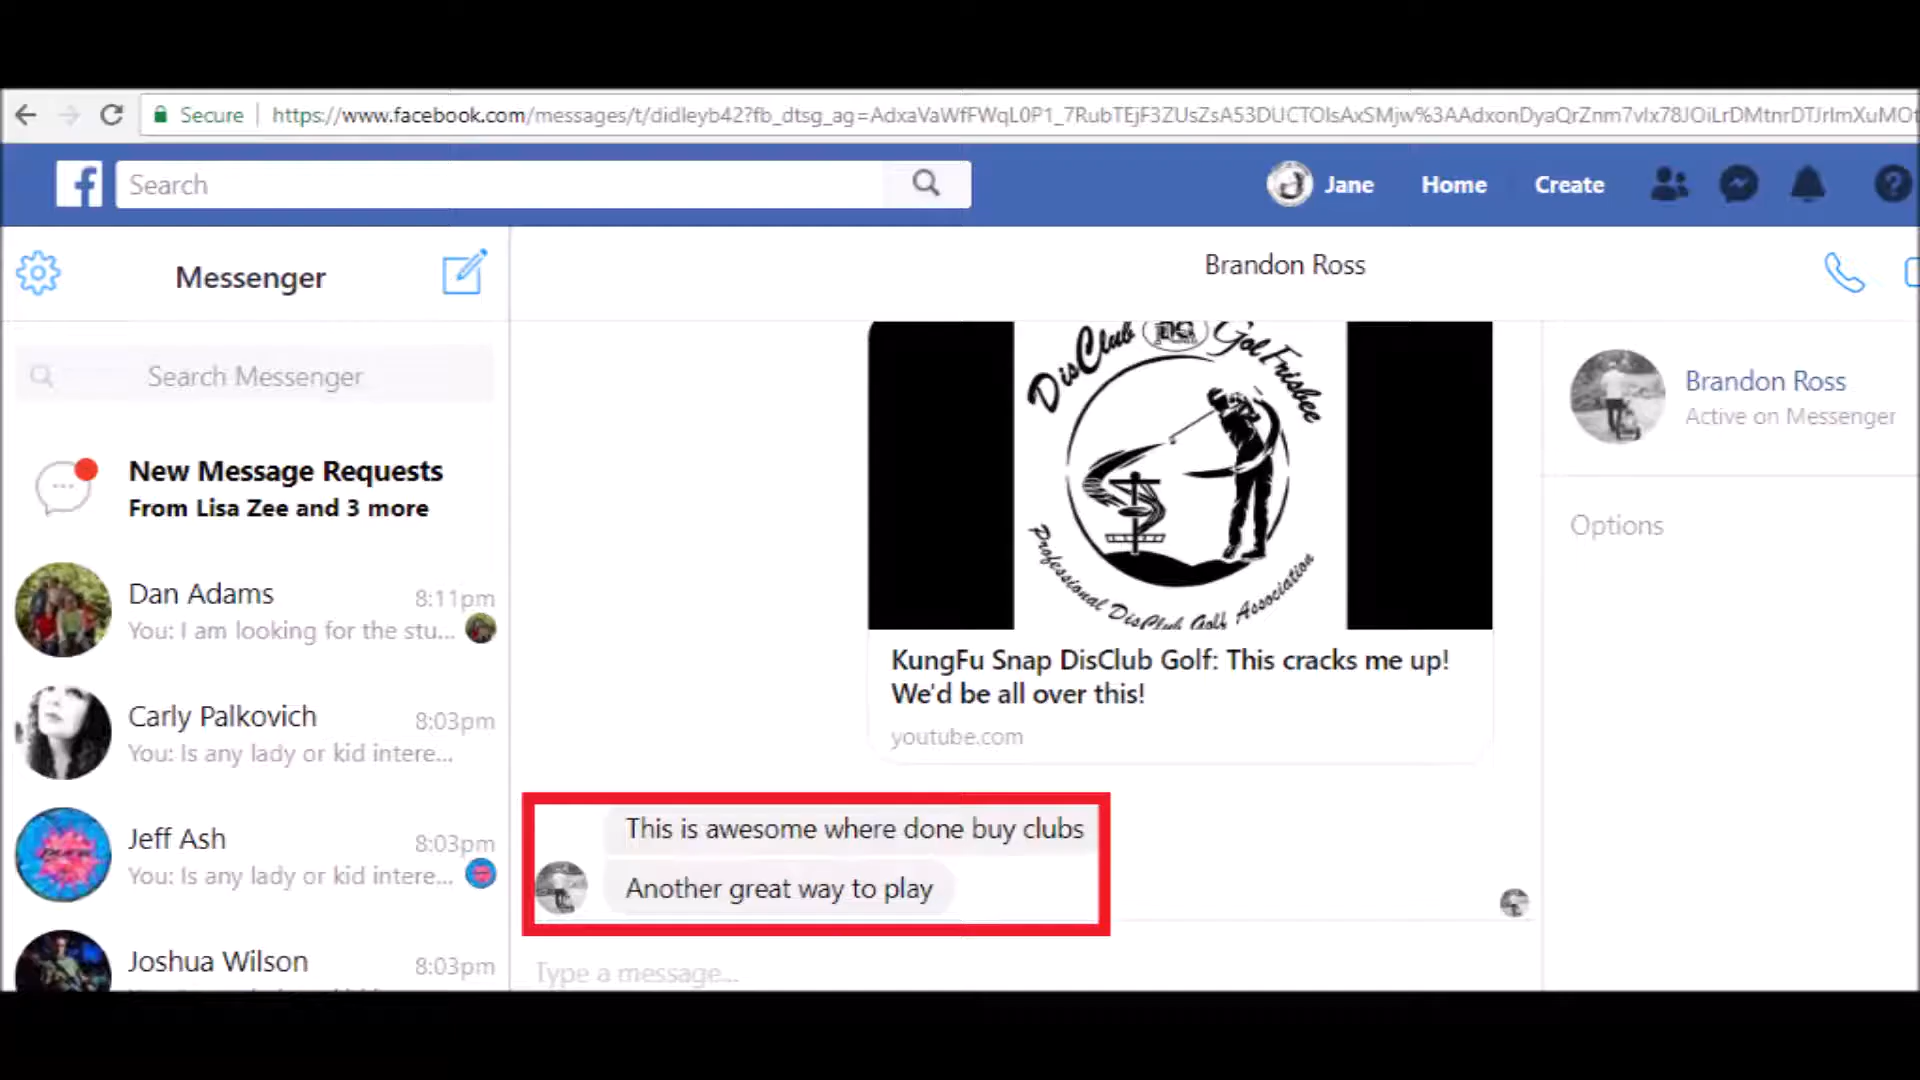 Secure
https://www.facebook.com/messages/t/didleyb42?fb_dtsg_ag=AdxaVaWfFWqL0P1_7RubTEjF3ZUsZsA53DUCTOIsAxSMjw%3AAdxonDyaQrZnm7vlx78JOiLrDMtnrDTJrImXuMOt
Search
Jane
Home
Create
Messenger
Brandon Ross
Search Messenger
New Message Requests
From Lisa Zee and 3 more
Dan Adams
8:11pm
You: I am looking for the stu...
Carly Palkovich
8:03pm
You: Is any lady or kid intere...
Jeff Ash
8:03pm
You: Is any lady or kid intere...
Joshua Wilson
8:03pm
DisClub Golf Frisbee
Professional DisClub Golf Association
KungFu Snap DisClub Golf: This cracks me up!
We'd be all over this!
youtube.com
This is awesome where done buy clubs
Another great way to play
Type a message...
Brandon Ross
Active on Messenger
Options